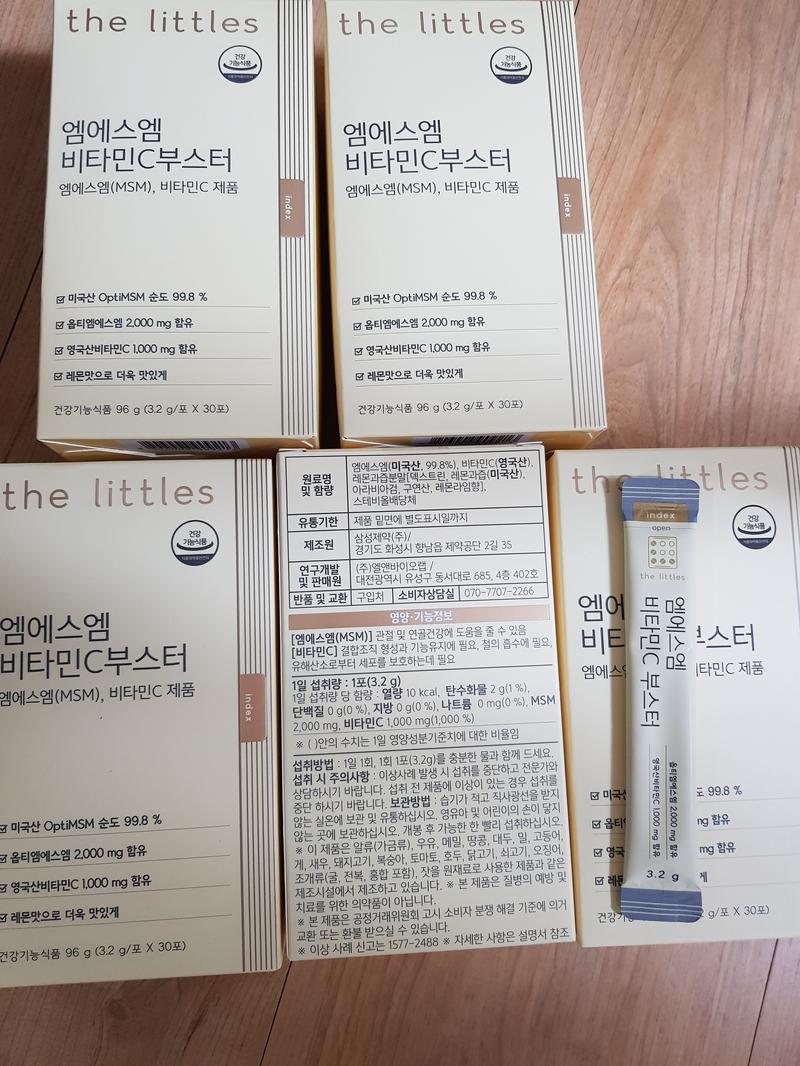 the littles
건강
기능식품
엠에스엠
비타민C부스터
엠에스엠(MSM), 비타민C 제품
index
미국산 OptiMSM 순도 99.8 %
옵티엠에스엠 2,000 mg 함유
영국산비타민C 1,000 mg 함유
레몬맛으로 더욱 맛있게
건강기능식품 96 g (3.2 g/포 X 30포)
the littles
건강
기능식품
엠에스엠
비타민C부스터
엠에스엠(MSM), 비타민C 제품
index
미국산 OptiMSM 순도 99.8 %
옵티엠에스엠 2,000 mg 함유
영국산비타민C 1,000 mg 함유
레몬맛으로 더욱 맛있게
건강기능식품 96 g (3.2 g/포 X 30포)
the littles
건강
기능식품
엠에스엠
비타민C부스터
엠에스엠(MSM), 비타민C 제품
index
미국산 OptiMSM 순도 99.8 %
옵티엠에스엠 2,000 mg 함유
영국산비타민C 1,000 mg 함유
레몬맛으로 더욱 맛있게
건강기능식품 96 g (3.2 g/포 X 30포)
원료명 및 함량 엠에스엠(미국산, 99.8%), 비타민C(영국산),
레몬과즙분말[덱스트린, 레몬과즙(미국산),
아라비아검, 구연산, 레몬라임향],
스테비올배당체
유통기한 제품 밑면에 별도표시일까지
제조원 삼성제약(주)/
경기도 화성시 향남읍 제약공단 2길 35
연구개발 및 판매원 (주)엘앤바이오랩 /
대전광역시 유성구 동서대로 685, 4층 402호
반품 및 교환 구입처 소비자상담실 070-7707-2266
영양·기능정보
[엠에스엠(MSM)] 관절 및 연골건강에 도움을 줄 수 있음
[비타민C] 결합조직 형성과 기능유지에 필요, 철의 흡수에 필요,
유해산소로부터 세포를 보호하는데 필요
1일 섭취량 : 1포(3.2 g)
1일 섭취량 당 함량 : 열량 10 kcal, 탄수화물 2 g(1 %),
단백질 0 g(0 %), 지방 0 g(0 %), 나트륨 0 mg(0 %), MSM
2,000 mg, 비타민C 1,000 mg(1,000 %)
※ ( )안의 수치는 1일 영양성분기준치에 대한 비율임
섭취방법 : 1일 1회, 1회 1포(3.2g)를 충분한 물과 함께 드세요.
섭취 시 주의사항 : 이상사례 발생 시 섭취를 중단하고 전문가와
상담하시기 바랍니다. 섭취 전 제품에 이상이 있는 경우 섭취를
중단 하시기 바랍니다. 보관방법 : 습기가 적고 직사광선을 받지
않는 실온에 보관 및 유통하십시오. 영유아 및 어린이의 손이 닿지
않는 곳에 보관하십시오. 개봉 후 가능한 한 빨리 섭취하십시오.
※ 이 제품은 알류(가금류), 우유, 메밀, 땅콩, 대두, 밀, 고등어,
게, 새우, 돼지고기, 복숭아, 토마토, 호두, 닭고기, 쇠고기, 오징어,
조개류(굴, 전복, 홍합 포함), 잣을 원재료로 사용한 제품과 같은
제조시설에서 제조하고 있습니다. ※ 본 제품은 질병의 예방 및
치료를 위한 의약품이 아닙니다.
※ 본 제품은 공정거래위원회 고시 소비자 분쟁 해결 기준에 의거
교환 또는 환불 받으실 수 있습니다.
※ 이상 사례 신고는 1577-2488 ※ 자세한 사항은 설명서 참조
the littles
건강
기능식품
index
open
the littles
엠에스엠
비타민C 부스터
옵티엠에스엠 2,000 mg 함유
영국산비타민C 1,000 mg 함유
3.2 g